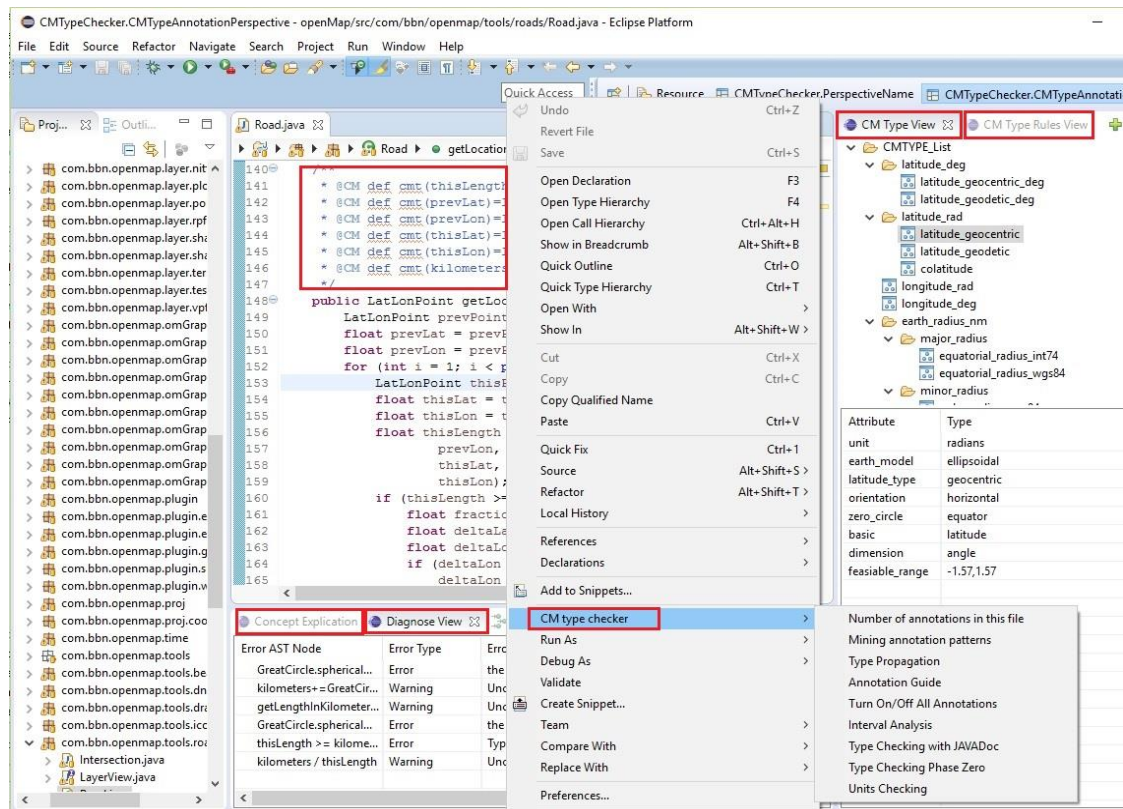 CMTypeChecker.CMTypeAnnotationPerspective - openMap/src/com/bbn/openmap/tools/roads/Road.java - Eclipse Platform
File Edit Source Refactor Navigate Search Project Run Window Help
Quick Access
Resource
CMTypeChecker.PerspectiveName
CMTypeChecker.CMTypeAnnotati
Proj...
Outli...
com.bbn.openmap.layer.nit
com.bbn.openmap.layer.plc
com.bbn.openmap.layer.po
com.bbn.openmap.layer.rpf
com.bbn.openmap.layer.sha
com.bbn.openmap.layer.sha
com.bbn.openmap.layer.ter
com.bbn.openmap.layer.tes
com.bbn.openmap.layer.vpf
com.bbn.openmap.omGrap
com.bbn.openmap.omGrap
com.bbn.openmap.omGrap
com.bbn.openmap.omGrap
com.bbn.openmap.omGrap
com.bbn.openmap.omGrap
com.bbn.openmap.omGrap
com.bbn.openmap.omGrap
com.bbn.openmap.omGrap
com.bbn.openmap.omGrap
com.bbn.openmap.plugin
com.bbn.openmap.plugin.e
com.bbn.openmap.plugin.e
com.bbn.openmap.plugin.g
com.bbn.openmap.plugin.s
com.bbn.openmap.plugin.w
com.bbn.openmap.proj
com.bbn.openmap.proj.coo
com.bbn.openmap.time
com.bbn.openmap.tools
com.bbn.openmap.tools.be
com.bbn.openmap.tools.dn
com.bbn.openmap.tools.dra
com.bbn.openmap.tools.icc
com.bbn.openmap.tools.roa
Intersection.java
LayerView.java
Road.java
Road
getLocation
140 /**
141 * @CM def cmt(thisLength
142 * @CM def cmt(prevLat)=
143 * @CM def cmt(prevLon)=
144 * @CM def cmt(thisLat)=
145 * @CM def cmt(thisLon)=
146 * @CM def cmt(kilometers
147 */
148 public LatLonPoint getLoc
149 LatLonPoint prevPoint
150 float prevLat = prevP
151 float prevLon = prevP
152 for (int i = 1; i < p
153 LatLonPoint thisP
154 float thisLat = t
155 float thisLon = t
156 float thisLength
157 prevLon,
158 thisLat,
159 thisLon);
160 if (thisLength >=
161 float fractio
162 float deltaLa
163 float deltaLo
164 if (deltaLon
165 deltaLon
Concept Explication
Diagnose View
Error AST Node Error Type Erro
GreatCircle.spherical... Error the
kilometers+=GreatCir... Warning Unc
getLengthInKilometer... Warning Unc
GreatCircle.spherical... Error the
thisLength >= kilome... Error Typ
kilometers / thisLength Warning Unc
Undo Ctrl+Z
Revert File
Save Ctrl+S
Open Declaration F3
Open Type Hierarchy F4
Open Call Hierarchy Ctrl+Alt+H
Show in Breadcrumb Alt+Shift+B
Quick Outline Ctrl+O
Quick Type Hierarchy Ctrl+T
Open With >
Show In Alt+Shift+W >
Cut Ctrl+X
Copy Ctrl+C
Copy Qualified Name
Paste Ctrl+V
Quick Fix Ctrl+1
Source Alt+Shift+S >
Refactor Alt+Shift+T >
Local History >
References >
Declarations >
Add to Snippets...
CM type checker >
Run As >
Debug As >
Validate
Create Snippet...
Team >
Compare With >
Replace With >
Preferences...
Number of annotations in this file
Mining annotation patterns
Type Propagation
Annotation Guide
Turn On/Off All Annotations
Interval Analysis
Type Checking with JAVADoc
Type Checking Phase Zero
Units Checking
CM Type View
CM Type Rules View
CMTYPE_List
latitude_deg
latitude_geocentric_deg
latitude_geodetic_deg
latitude_rad
latitude_geocentric
latitude_geodetic
colatitude
longitude_rad
longitude_deg
earth_radius_nm
major_radius
equatorial_radius_int74
equatorial_radius_wgs84
minor_radius
Attribute Type
unit radians
earth_model ellipsoidal
latitude_type geocentric
orientation horizontal
zero_circle equator
basic latitude
dimension angle
feasiable_range -1.57,1.57